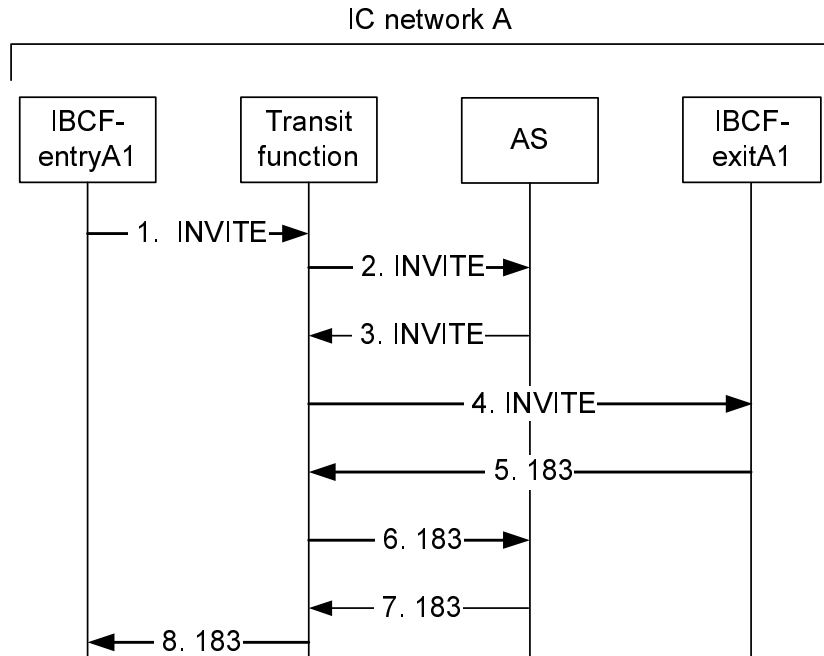 IC network A
IBCF-
entryA1
Transit
function
AS
IBCF-
exitA1
1. INVITE
2. INVITE
3. INVITE
4. INVITE
5. 183
6. 183
7. 183
8. 183